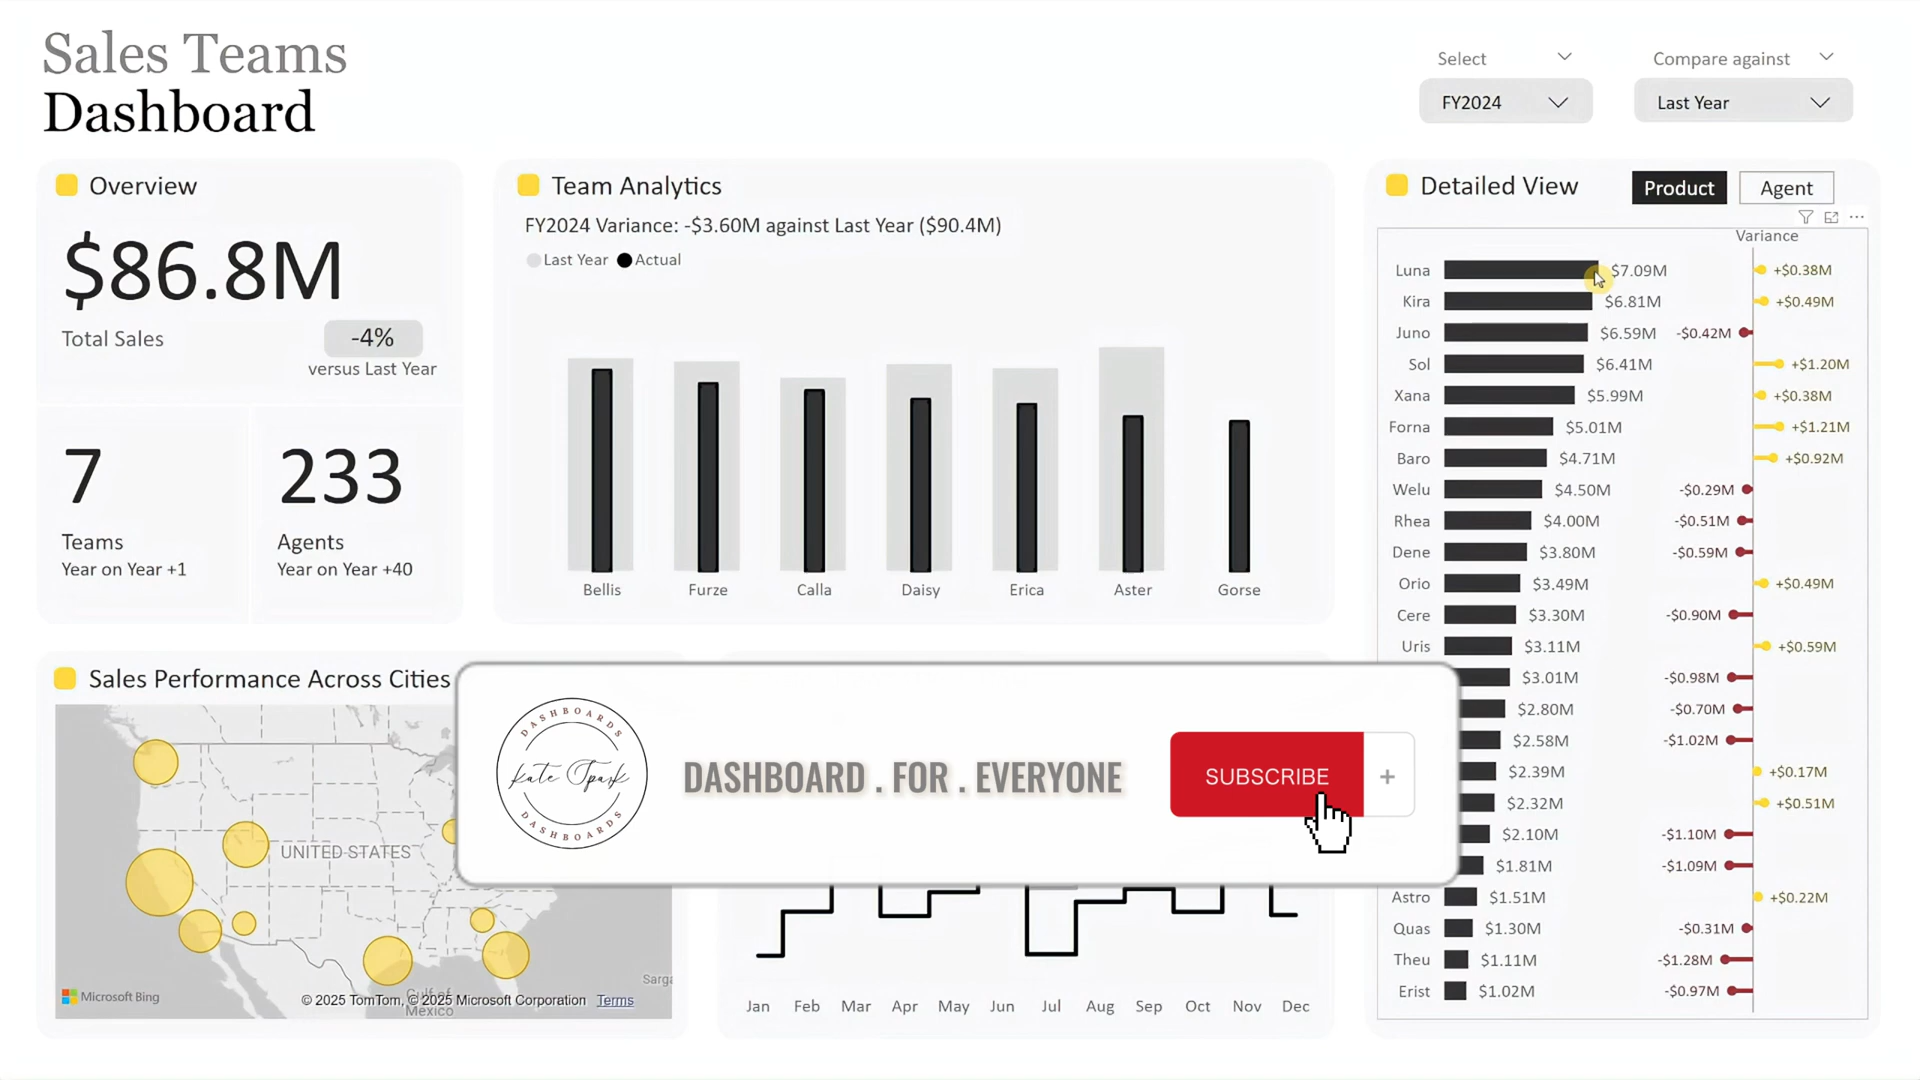 Sales Teams
Dashboard
Select
FY2024
Compare against
Last Year
Overview
$86.8M
Total Sales
-4%
versus Last Year
7
Teams
Year on Year +1
233
Agents
Year on Year +40
Team Analytics
FY2024 Variance: -$3.60M against Last Year ($90.4M)
Last Year Actual
Bellis Furze Calla Daisy Erica Aster Gorse
Detailed View Product Agent
Variance
Luna $7.09M +$0.38M
Kira $6.81M +$0.49M
Juno $6.59M -$0.42M
Sol $6.41M +$1.20M
Xana $5.99M +$0.38M
Forna $5.01M +$1.21M
Baro $4.71M +$0.92M
Welu $4.50M -$0.29M
Rhea $4.00M -$0.51M
Dene $3.80M -$0.59M
Orio $3.49M +$0.49M
Cere $3.30M -$0.90M
Uris $3.11M +$0.59M
$3.01M -$0.98M
$2.80M -$0.70M
$2.58M -$1.02M
$2.39M +$0.17M
$2.32M +$0.51M
$2.10M -$1.10M
$1.81M -$1.09M
Astro $1.51M +$0.22M
Quas $1.30M -$0.31M
Theu $1.11M -$1.28M
Erist $1.02M -$0.97M
Sales Performance Across Cities
UNITED STATES
Gulf of
Mexico
Sarga
Microsoft Bing
© 2025 TomTom, © 2025 Microsoft Corporation Terms
DASHBOARDS
Kate Spark
DASHBOARDS
DASHBOARD . FOR . EVERYONE
SUBSCRIBE +
Jan Feb Mar Apr May Jun Jul Aug Sep Oct Nov Dec